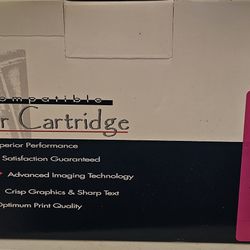 ompatible
r Cartridge
perior Performance
Satisfaction Guaranteed
Advanced Imaging Technology
Crisp Graphics & Sharp Text
Optimum Print Quality